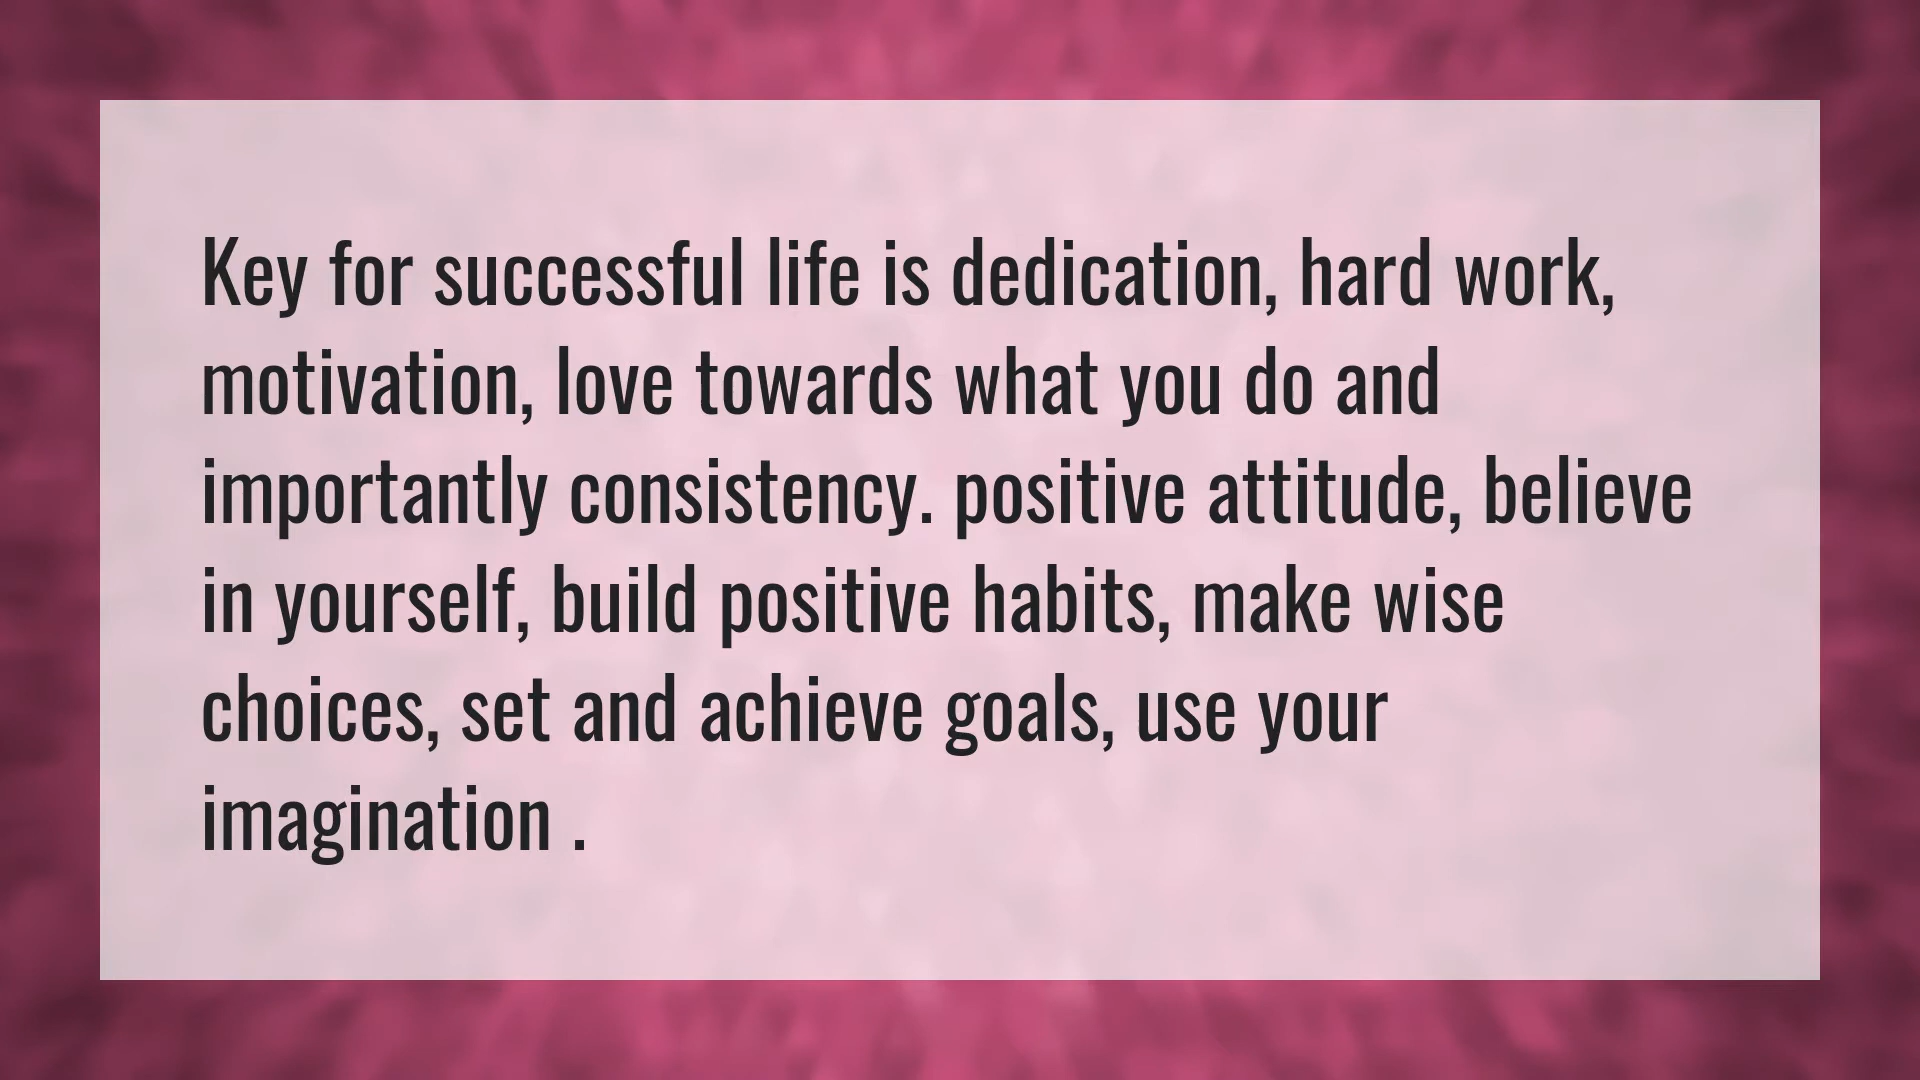 Key for successful life is dedication, hard work,
motivation, love towards what you do and
importantly consistency. positive attitude, believe
in yourself, build positive habits, make wise
choices, set and achieve goals, use your
imagination .